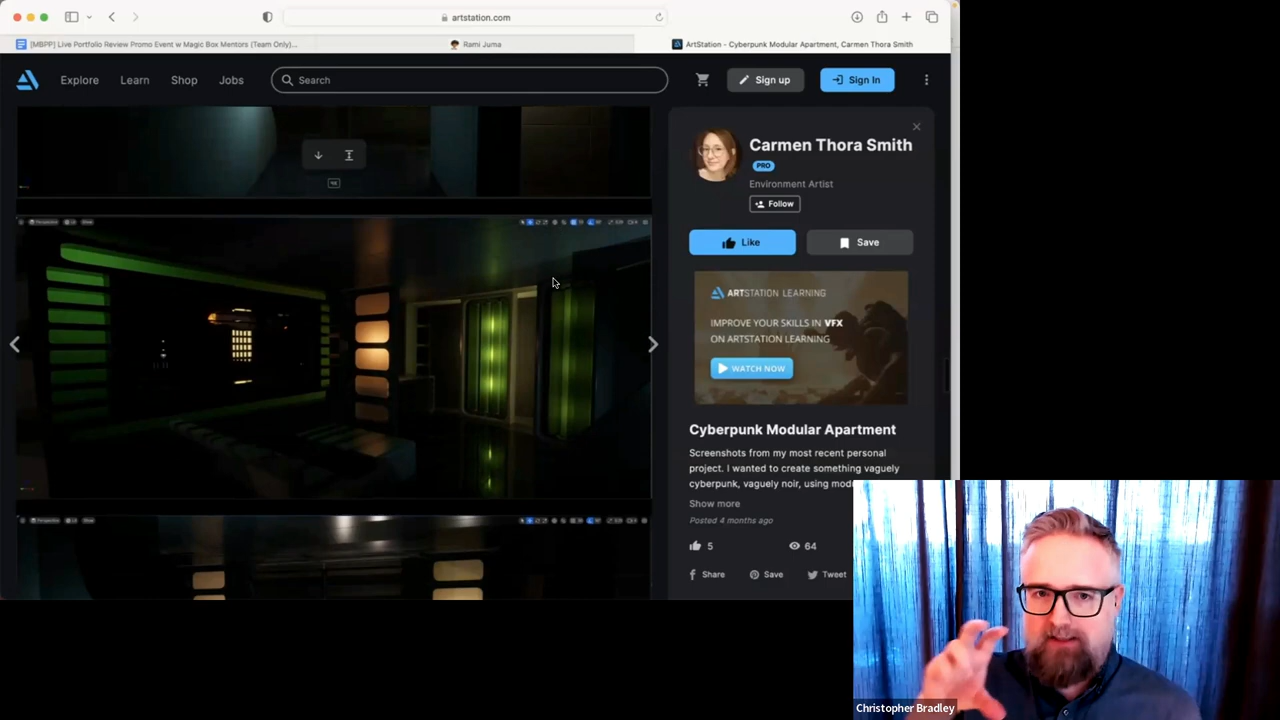 artstation.com
[MBPP] Live Portfolio Review Promo Event w Magic Box Mentors (Team Only)...
Rami Juma
ArtStation - Cyberpunk Modular Apartment, Carmen Thora Smith
Explore
Learn
Shop
Jobs
Search
Sign up
Sign In
Carmen Thora Smith
PRO
Environment Artist
Follow
Like
Save
ARTSTATION LEARNING
IMPROVE YOUR SKILLS IN VFX
ON ARTSTATION LEARNING
WATCH NOW
Cyberpunk Modular Apartment
Screenshots from my most recent personal
project. I wanted to create something vaguely
cyberpunk, vaguely noir, using
Show more
Posted 4 months ago
5
64
Share
Save
Tweet
Christopher Bradley